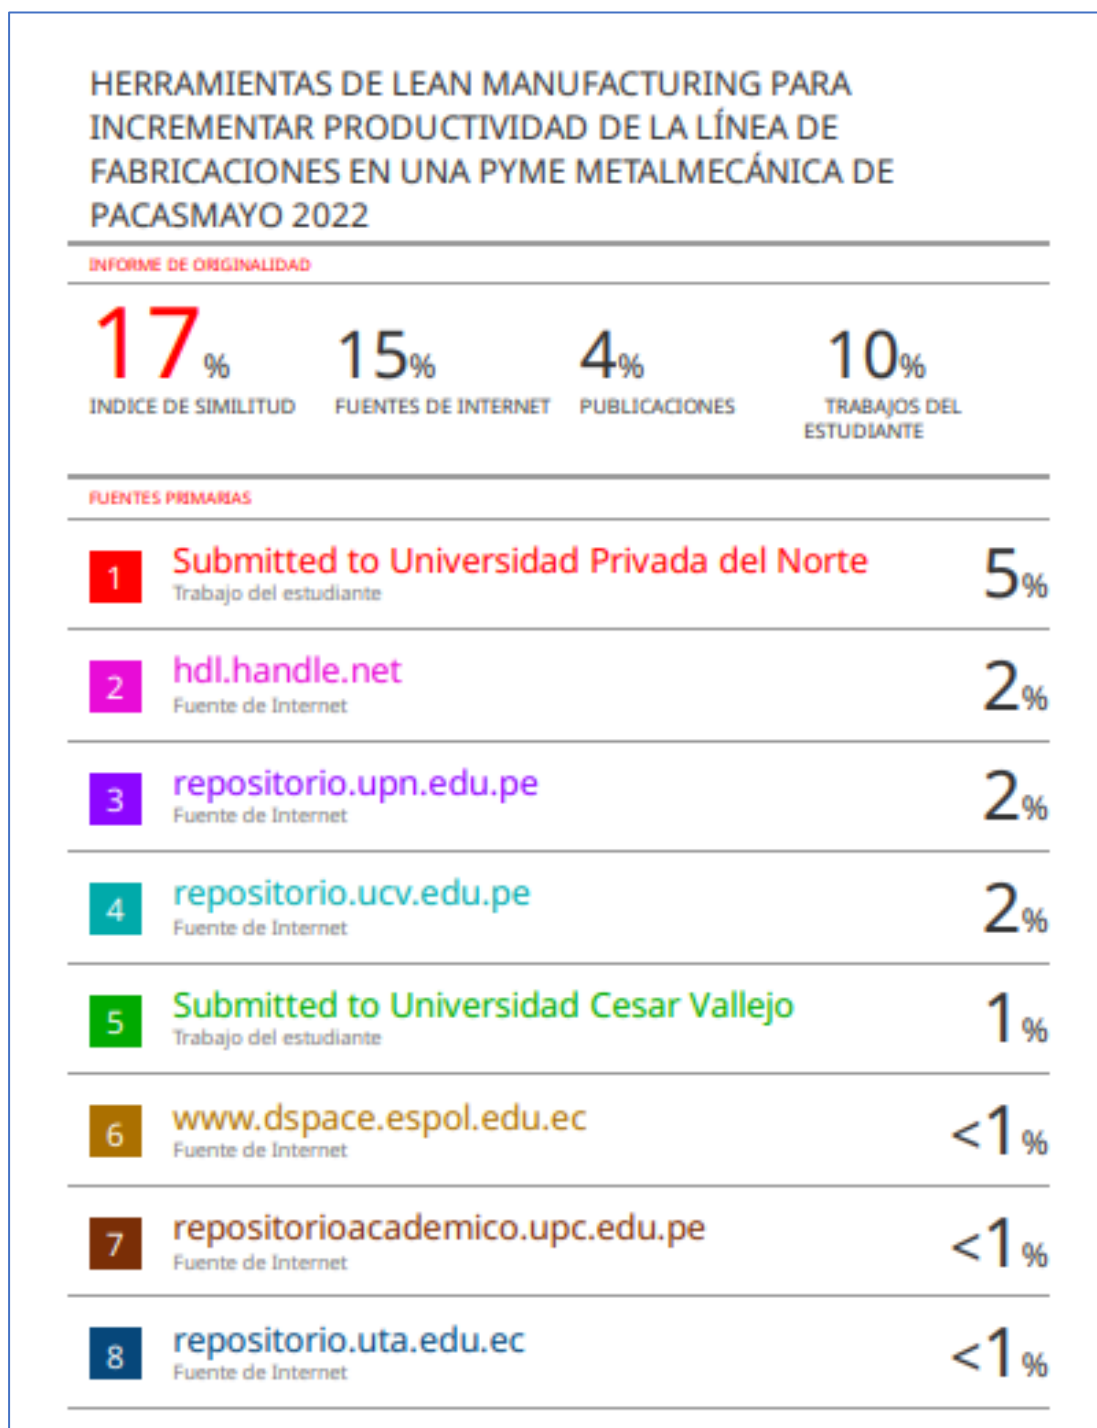 HERRAMIENTAS DE LEAN MANUFACTURING PARA
INCREMENTAR PRODUCTIVIDAD DE LA LÍNEA DE
FABRICACIONES EN UNA PYME METALMECÁNICA DE
PACASMAYO 2022
INFORME DE ORIGINALIDAD
17% 15% 4% 10%
INDICE DE SIMILITUD FUENTES DE INTERNET PUBLICACIONES TRABAJOS DEL
ESTUDIANTE
FUENTES PRIMARIAS
1 Submitted to Universidad Privada del Norte 5%
Trabajo del estudiante
2 hdl.handle.net 2%
Fuente de Internet
3 repositorio.upn.edu.pe 2%
Fuente de Internet
4 repositorio.ucv.edu.pe 2%
Fuente de Internet
5 Submitted to Universidad Cesar Vallejo 1%
Trabajo del estudiante
6 www.dspace.espol.edu.ec <1%
Fuente de Internet
7 repositorioacademico.upc.edu.pe <1%
Fuente de Internet
8 repositorio.uta.edu.ec <1%
Fuente de Internet